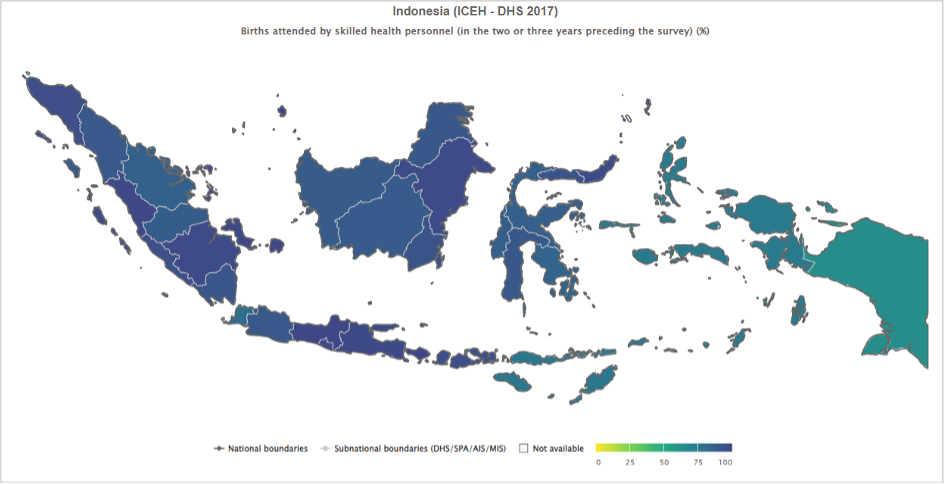 Indonesia (ICEH - DHS 2017)
Births attended by skilled health personnel (in the two or three years preceding the survey) (%)
National boundaries Subnational boundaries (DHS/SPA/AIS/MIS) Not available
0 25 50 75 100